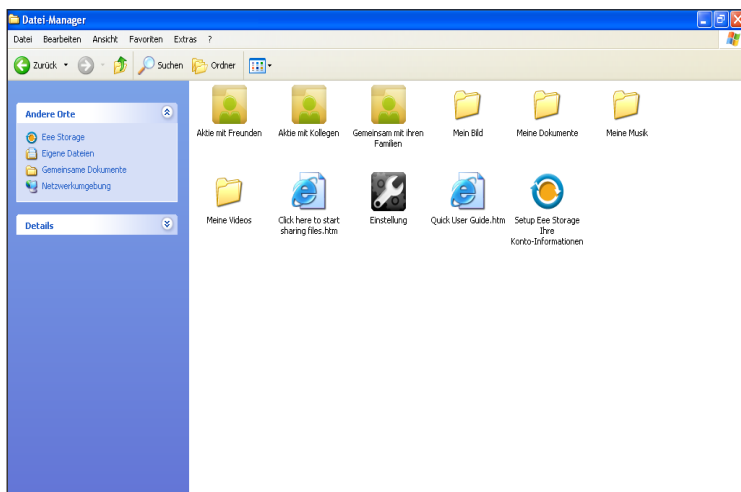 Datei-Manager
Datei Bearbeiten Ansicht Favoriten Extras ?
Zurück Suchen Ordner
Andere Orte
Eee Storage
Eigene Dateien
Gemeinsame Dokumente
Netzwerkumgebung
Details
Aktie mit Freunden
Aktie mit Kollegen
Gemeinsam mit ihren
Familien
Mein Bild
Meine Dokumente
Meine Musik
Meine Videos
Click here to start
sharing files.htm
Einstellung
Quick User Guide.htm
Setup Eee Storage
Ihre
Konto-Informationen